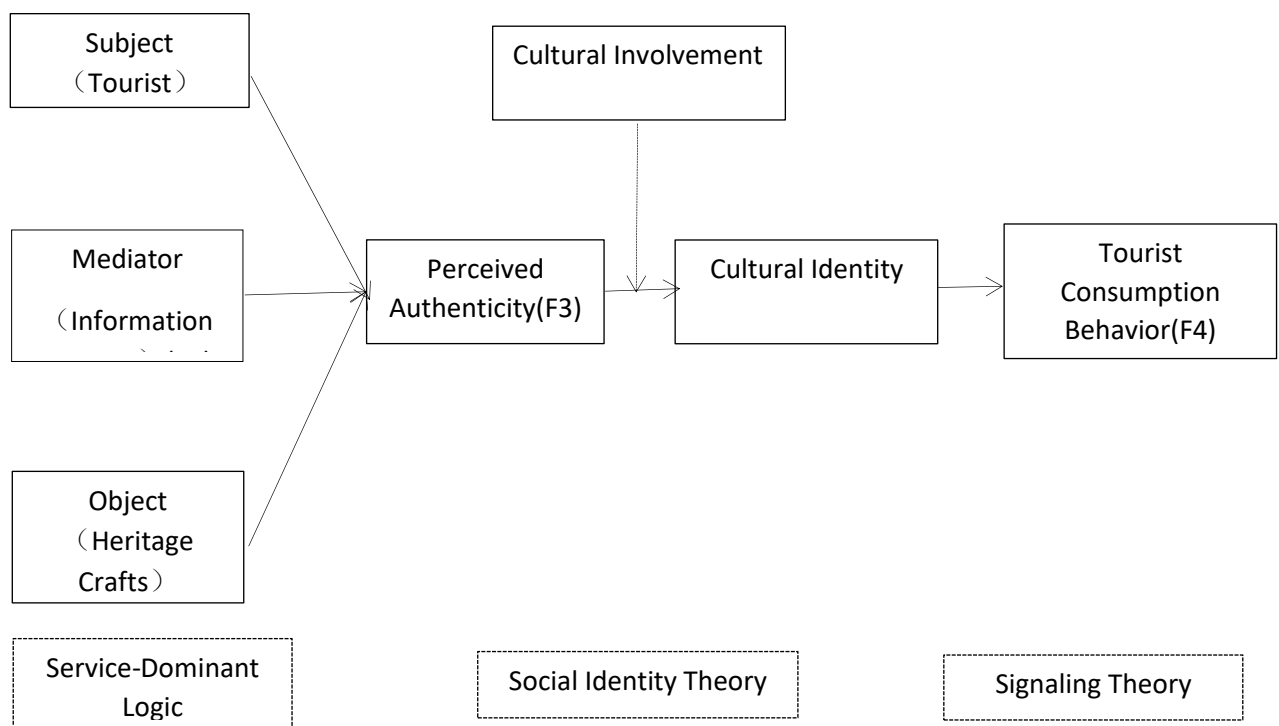 Subject
（Tourist）
Cultural Involvement
Mediator
（Information
Perceived
Authenticity(F3)
Cultural Identity
Tourist
Consumption
Behavior(F4)
Object
（Heritage
Crafts）
Service-Dominant
Logic
Social Identity Theory
Signaling Theory